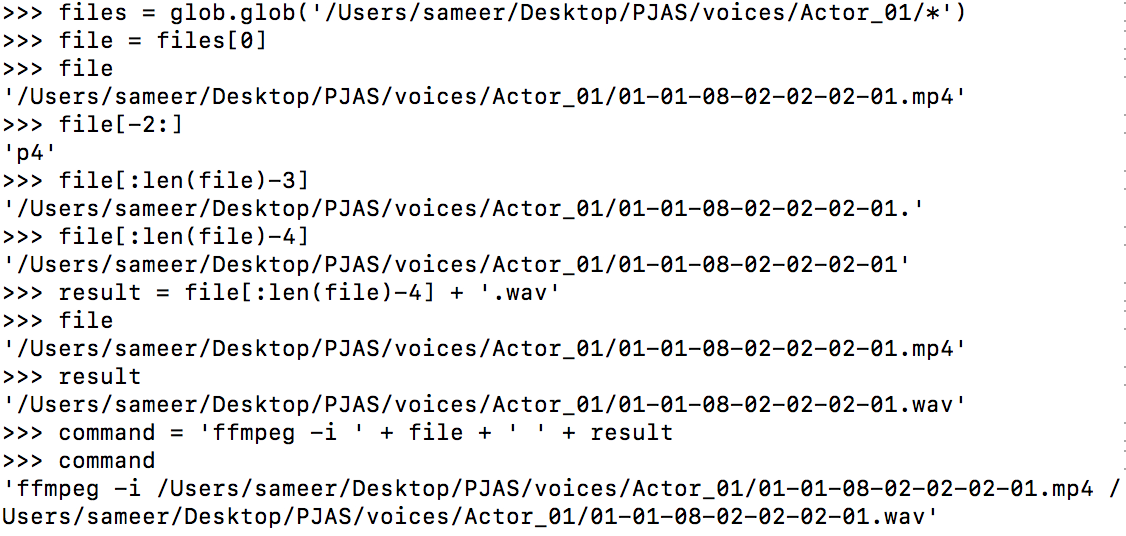 >>> files = glob.glob('/Users/sameer/Desktop/PJAS/voices/Actor_01/*')
>>> file = files[0]
>>> file
'/Users/sameer/Desktop/PJAS/voices/Actor_01/01-01-08-02-02-02-01.mp4'
>>> file[-2:]
'p4'
>>> file[:len(file)-3]
'/Users/sameer/Desktop/PJAS/voices/Actor_01/01-01-08-02-02-02-01.'
>>> file[:len(file)-4]
'/Users/sameer/Desktop/PJAS/voices/Actor_01/01-01-08-02-02-02-01'
>>> result = file[:len(file)-4] + '.wav'
>>> file
'/Users/sameer/Desktop/PJAS/voices/Actor_01/01-01-08-02-02-02-01.mp4'
>>> result
'/Users/sameer/Desktop/PJAS/voices/Actor_01/01-01-08-02-02-02-01.wav'
>>> command = 'ffmpeg -i ' + file + ' ' + result
>>> command
'ffmpeg -i /Users/sameer/Desktop/PJAS/voices/Actor_01/01-01-08-02-02-02-01.mp4 /
Users/sameer/Desktop/PJAS/voices/Actor_01/01-01-08-02-02-02-01.wav'